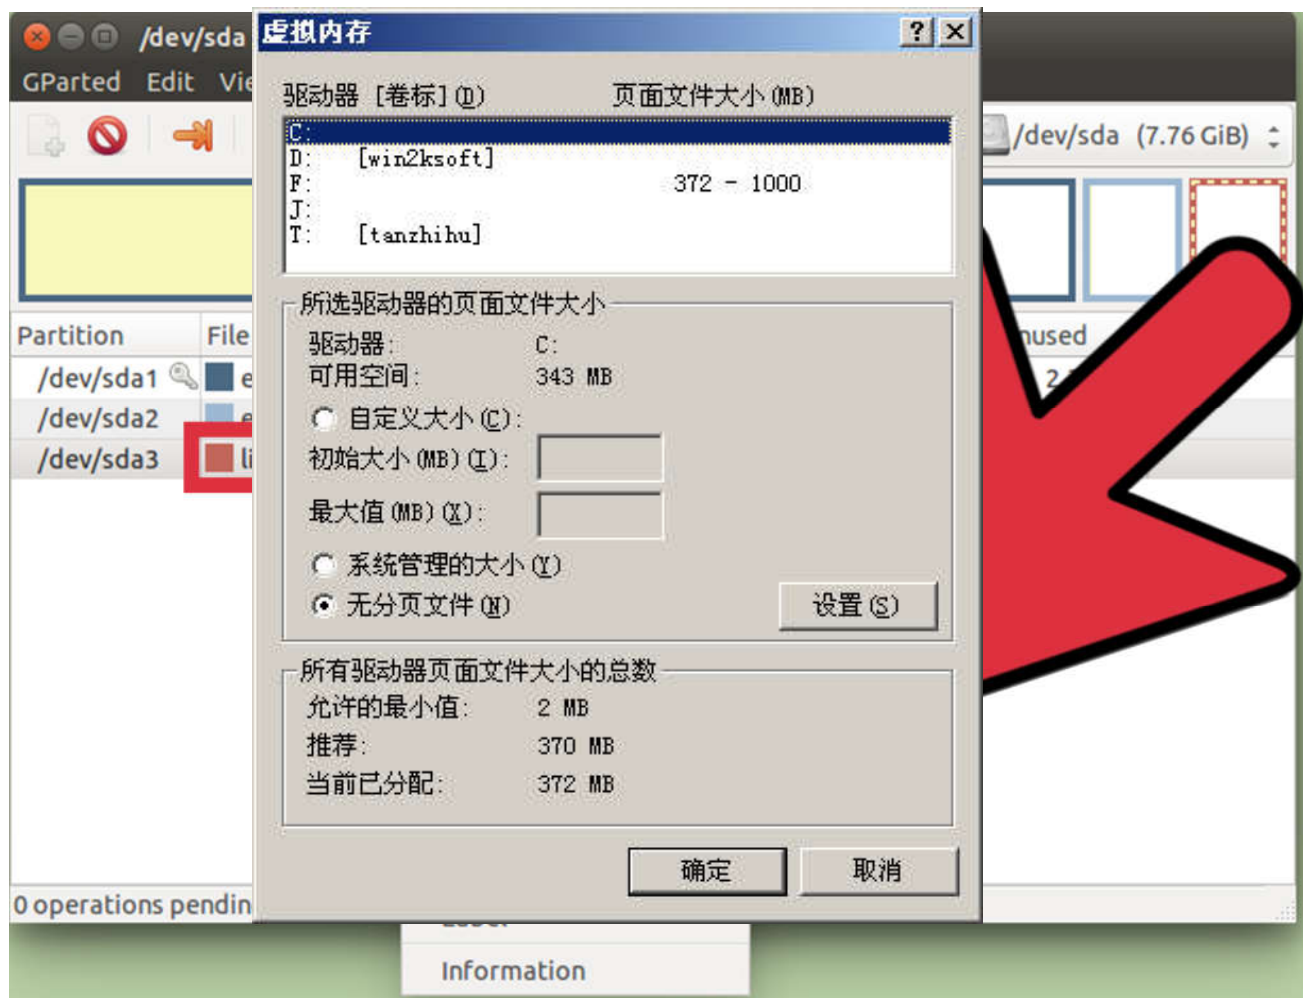 /dev/sda
GParted Edit
/dev/sda (7.76 GiB)
Partition
File
/dev/sda1
/dev/sda2
/dev/sda3
0 operations
Information
虚拟内存
驱动器 [卷标](D) 页面文件大小(MB)
C:
D: [win2ksoft]
F: 372 - 1000
J:
T: [tanzhihu]
所选驱动器的页面文件大小
驱动器: C:
可用空间: 343 MB
自定义大小(C):
初始大小(MB)(I):
最大值(MB)(X):
系统管理的大小(Y)
无分页文件(N)
设置(S)
所有驱动器页面文件大小的总数
允许的最小值: 2 MB
推荐: 370 MB
当前已分配: 372 MB
确定 取消